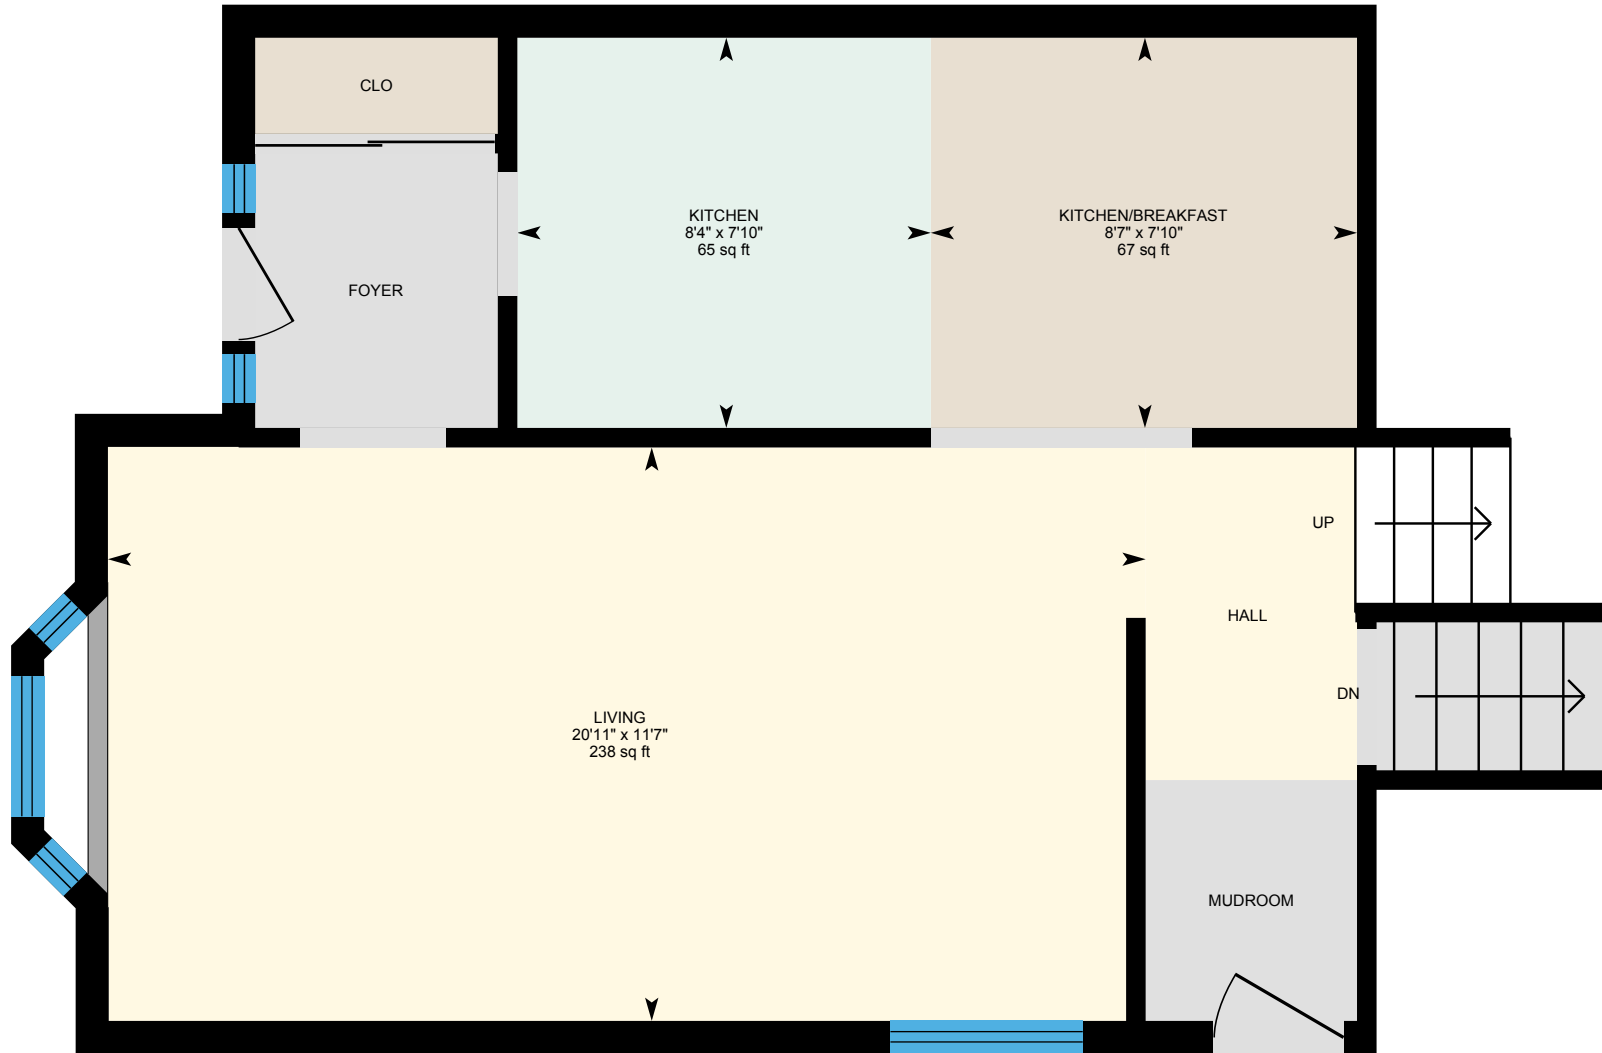 CLO
KITCHEN
8'4" x 7'10"
65 sq ft
KITCHEN/BREAKFAST
8'7" x 7'10"
67 sq ft
FOYER
UP
HALL
DN
LIVING
20'11" x 11'7"
238 sq ft
MUDROOM